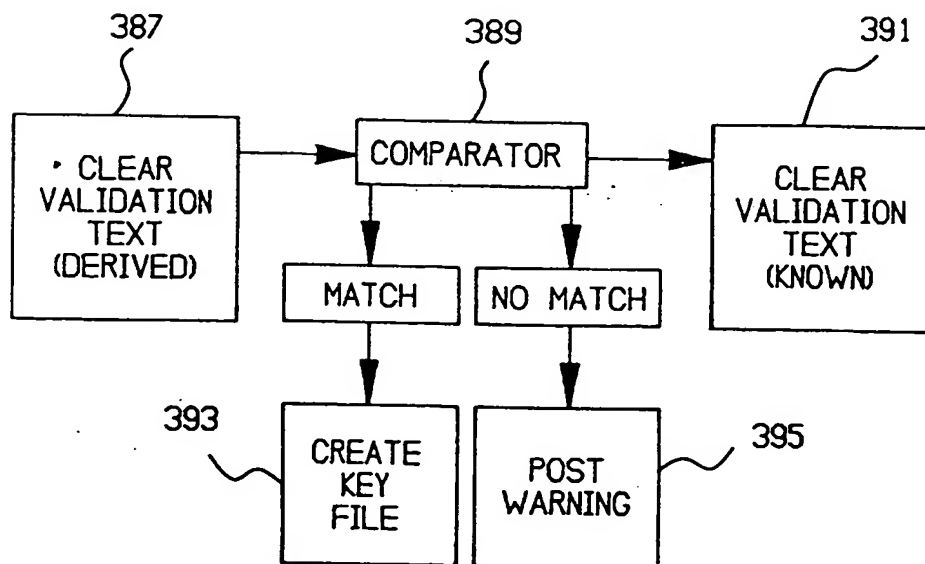 387
389
391
CLEAR
VALIDATION
TEXT
(DERIVED)
COMPARATOR
CLEAR
VALIDATION
TEXT
(KNOWN)
MATCH
NO MATCH
393
CREATE
KEY
FILE
POST
WARNING
395